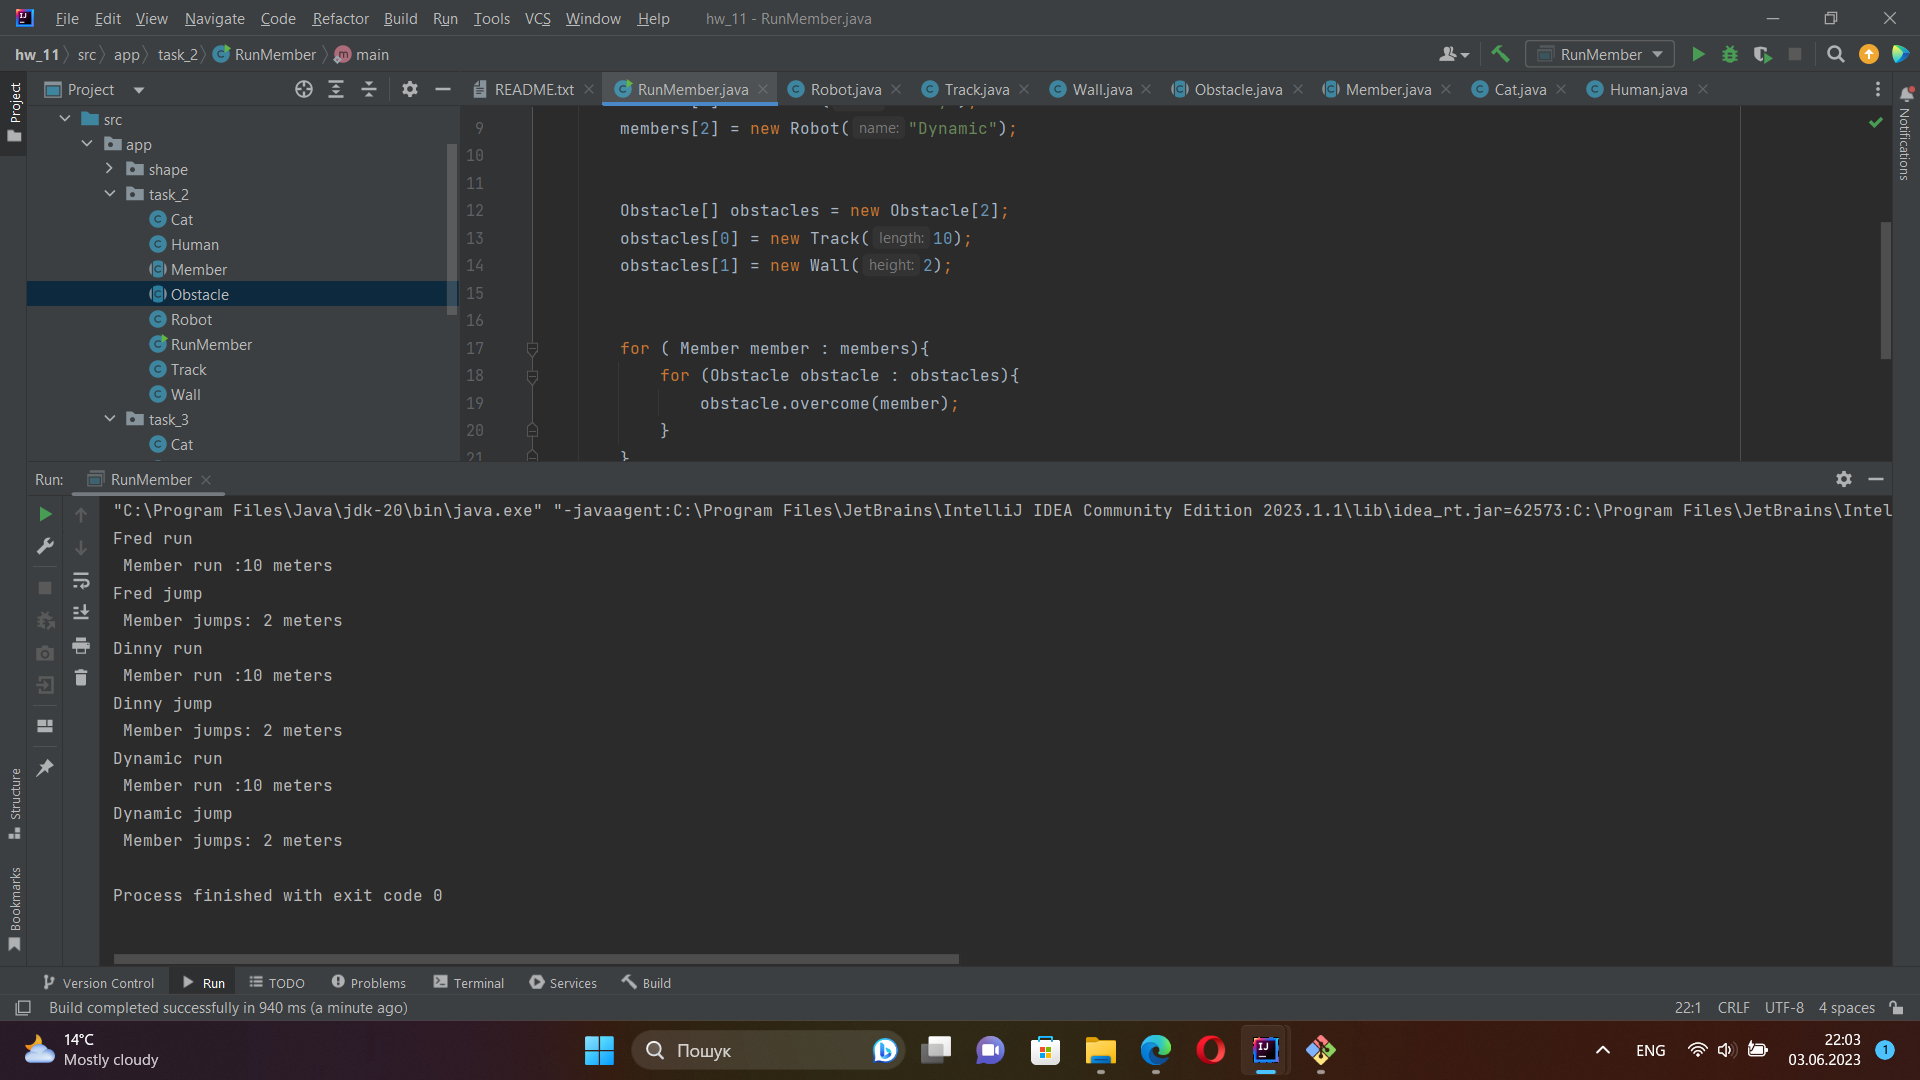 File Edit View Navigate Code Refactor Build Run Tools VCS Window Help hw_11 - RunMember.java
hw_11 src app task_2 RunMember main RunMember
Project
Project README.txt RunMember.java Robot.java Track.java Wall.java Obstacle.java Member.java Cat.java Human.java
Notifications
src
app
shape
task_2
Cat
Human
Member
Obstacle
Robot
RunMember
Track
Wall
task_3
Cat
9 members[2] = new Robot( name: "Dynamic");
10
11
12 Obstacle[] obstacles = new Obstacle[2];
13 obstacles[0] = new Track( length: 10);
14 obstacles[1] = new Wall( height: 2);
15
16
17 for ( Member member : members){
18 for (Obstacle obstacle : obstacles){
19 obstacle.overcome(member);
20 }
21 }
Run: RunMember
"C:\Program Files\Java\jdk-20\bin\java.exe" "-javaagent:C:\Program Files\JetBrains\IntelliJ IDEA Community Edition 2023.1.1\lib\idea_rt.jar=62573:C:\Program Files\JetBrains\Intel
Fred run
Member run :10 meters
Fred jump
Member jumps: 2 meters
Dinny run
Member run :10 meters
Dinny jump
Member jumps: 2 meters
Dynamic run
Member run :10 meters
Dynamic jump
Member jumps: 2 meters
Process finished with exit code 0
Structure
Bookmarks
Version Control Run TODO Problems Terminal Services Build
Build completed successfully in 940 ms (a minute ago) 22:1 CRLF UTF-8 4 spaces
14°C
Mostly cloudy
Пошук
ENG
22:03
03.06.2023
1